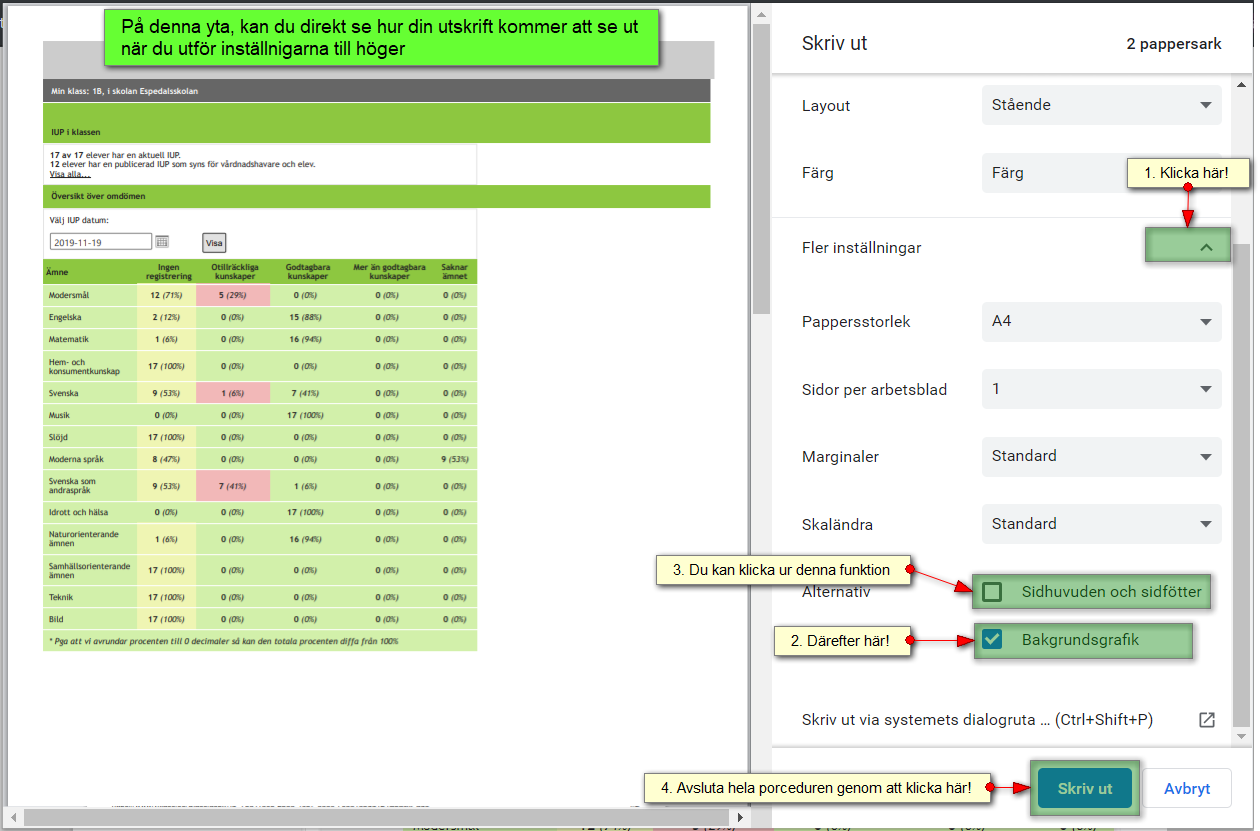 På denna yta, kan du direkt se hur din utskrift kommer att se ut
när du utför inställnigarna till höger
Min klass: 1B, i skolan Espedalsskolan
IUP i klassen
17 av 17 elever har en aktuell IUP.
12 elever har en publicerad IUP som syns för vårdnadshavare och elev.
Visa alla...
Översikt över omdömen
Välj IUP datum:
2019-11-19 Visa
Ämne Ingen registrering Otillräckliga kunskaper Godtagbara kunskaper Mer än godtagbara kunskaper Saknar ämnet
Modersmål 12 (71%) 5 (29%) 0 (0%) 0 (0%) 0 (0%)
Engelska 2 (12%) 0 (0%) 15 (88%) 0 (0%) 0 (0%)
Matematik 1 (6%) 0 (0%) 16 (94%) 0 (0%) 0 (0%)
Hem- och konsumentkunskap 17 (100%) 0 (0%) 0 (0%) 0 (0%) 0 (0%)
Svenska 9 (53%) 1 (6%) 7 (41%) 0 (0%) 0 (0%)
Musik 0 (0%) 0 (0%) 17 (100%) 0 (0%) 0 (0%)
Slöjd 17 (100%) 0 (0%) 0 (0%) 0 (0%) 0 (0%)
Moderna språk 8 (47%) 0 (0%) 0 (0%) 0 (0%) 9 (53%)
Svenska som andraspråk 9 (53%) 7 (41%) 1 (6%) 0 (0%) 0 (0%)
Idrott och hälsa 0 (0%) 0 (0%) 17 (100%) 0 (0%) 0 (0%)
Naturorienterande ämnen 1 (6%) 0 (0%) 16 (94%) 0 (0%) 0 (0%)
Samhällsorienterande ämnen 17 (100%) 0 (0%) 0 (0%) 0 (0%) 0 (0%)
Teknik 17 (100%) 0 (0%) 0 (0%) 0 (0%) 0 (0%)
Bild 17 (100%) 0 (0%) 0 (0%) 0 (0%) 0 (0%)
* Pga att vi avrundar procenten till 0 decimaler så kan den totala procenten diffa från 100%
Skriv ut 2 pappersark
Layout Stående
Färg Färg
1. Klicka här!
Fler inställningar
Pappersstorlek A4
Sidor per arbetsblad 1
Marginaler Standard
Skaländra Standard
3. Du kan klicka ur denna funktion
Alternativ Sidhuvuden och sidfötter
2. Därefter här! Bakgrundsgrafik
Skriv ut via systemets dialogruta ... (Ctrl+Shift+P)
4. Avsluta hela porceduren genom att klicka här! Skriv ut Avbryt